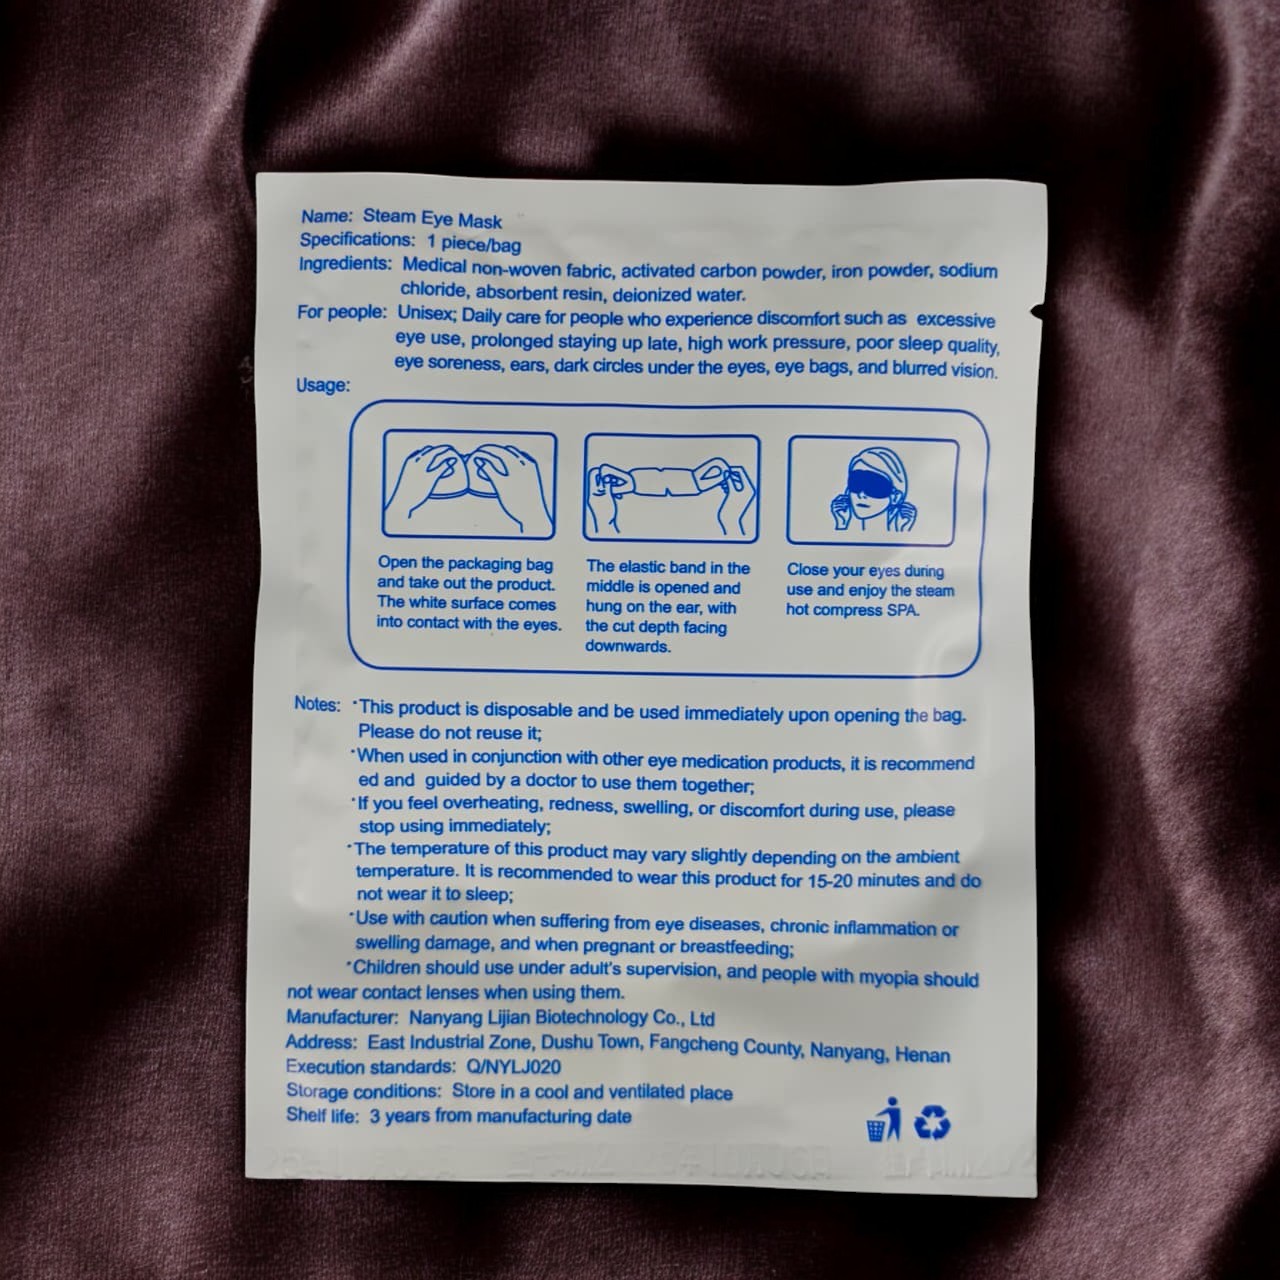 Name: Steam Eye Mask
Specifications: 1 piece/bag
Ingredients: Medical non-woven fabric, activated carbon powder, iron powder, sodium
chloride, absorbent resin, deionized water.
For people: Unisex; Daily care for people who experience discomfort such as excessive
eye use, prolonged staying up late, high work pressure, poor sleep quality,
eye soreness, ears, dark circles under the eyes, eye bags, and blurred vision.
Usage:
Open the packaging bag
and take out the product.
The white surface comes
into contact with the eyes.
The elastic band in the
middle is opened and
hung on the ear, with
the cut depth facing
downwards.
Close your eyes during
use and enjoy the steam
hot compress SPA.
Notes: ·This product is disposable and be used immediately upon opening the bag.
Please do not reuse it;
·When used in conjunction with other eye medication products, it is recommend
ed and guided by a doctor to use them together;
·If you feel overheating, redness, swelling, or discomfort during use, please
stop using immediately;
·The temperature of this product may vary slightly depending on the ambient
temperature. It is recommended to wear this product for 15-20 minutes and do
not wear it to sleep;
·Use with caution when suffering from eye diseases, chronic inflammation or
swelling damage, and when pregnant or breastfeeding;
·Children should use under adult's supervision, and people with myopia should
not wear contact lenses when using them.
Manufacturer: Nanyang Lijian Biotechnology Co., Ltd
Address: East Industrial Zone, Dushu Town, Fangcheng County, Nanyang, Henan
Execution standards: Q/NYLJ020
Storage conditions: Store in a cool and ventilated place
Shelf life: 3 years from manufacturing date